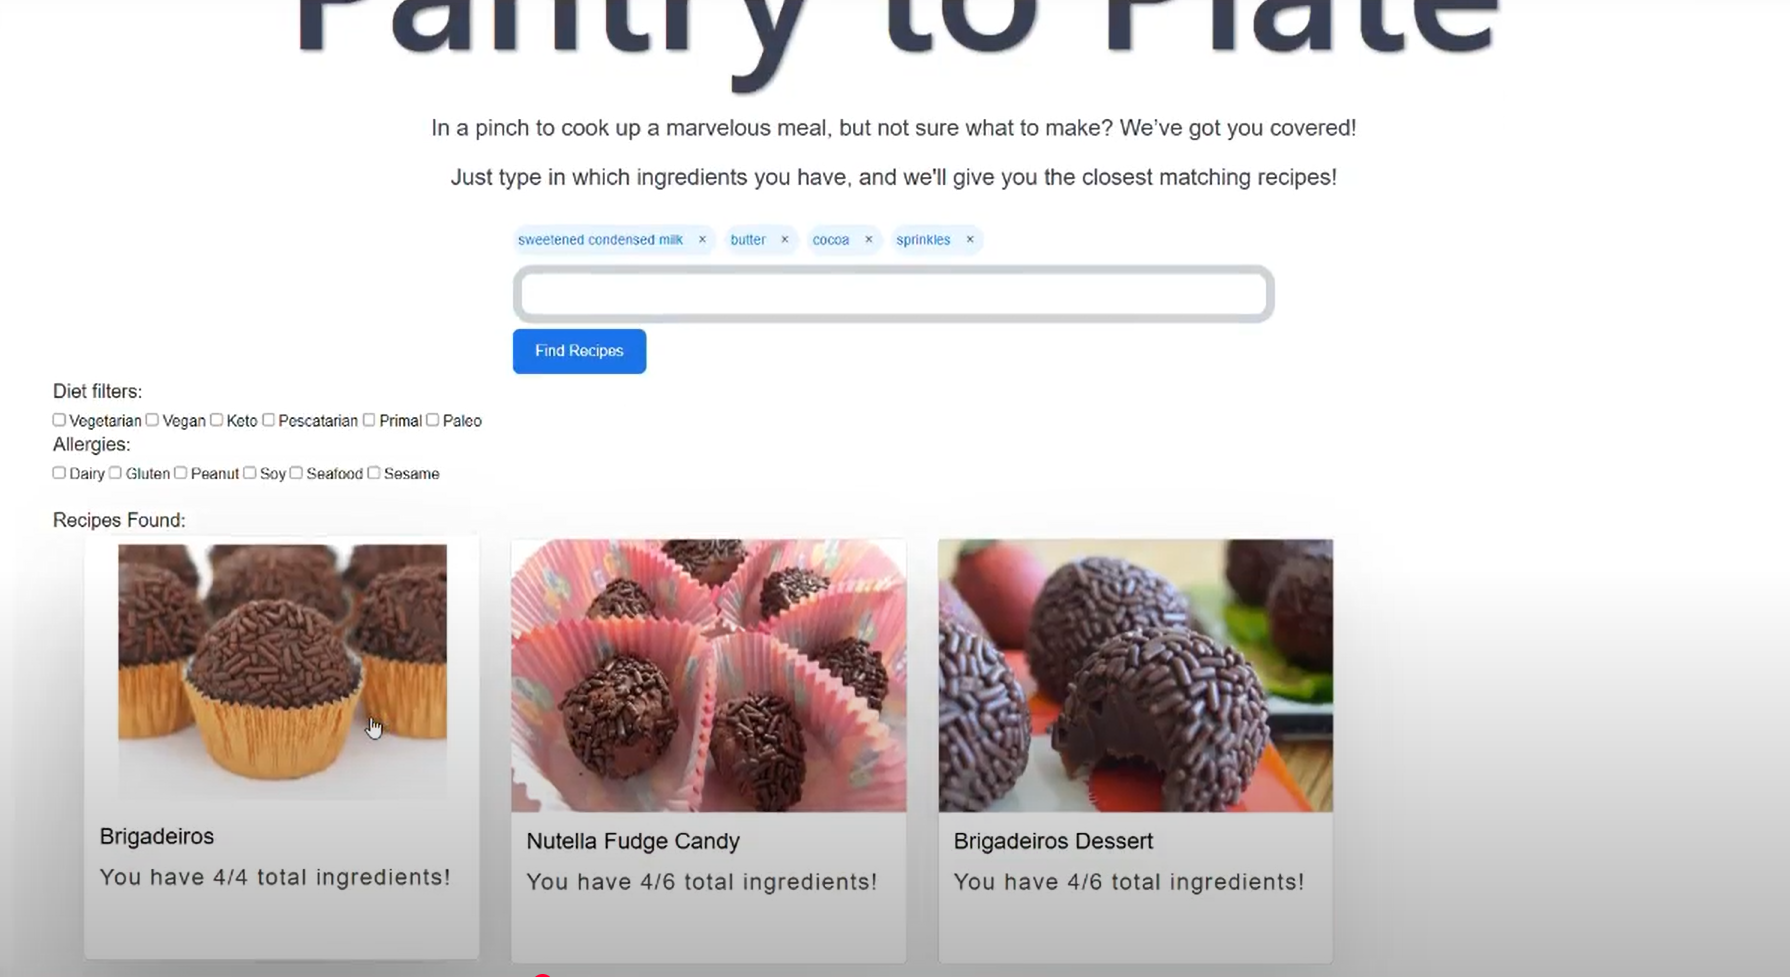 Pantry to Plate
In a pinch to cook up a marvelous meal, but not sure what to make? We've got you covered!
Just type in which ingredients you have, and we'll give you the closest matching recipes!
sweetened condensed milk × butter × cocoa × sprinkles ×
Find Recipes
Diet filters:
Vegetarian Vegan Keto Pescatarian Primal Paleo
Allergies:
Dairy Gluten Peanut Soy Seafood Sesame
Recipes Found:
Brigadeiros
You have 4/4 total ingredients!
Nutella Fudge Candy
You have 4/6 total ingredients!
Brigadeiros Dessert
You have 4/6 total ingredients!